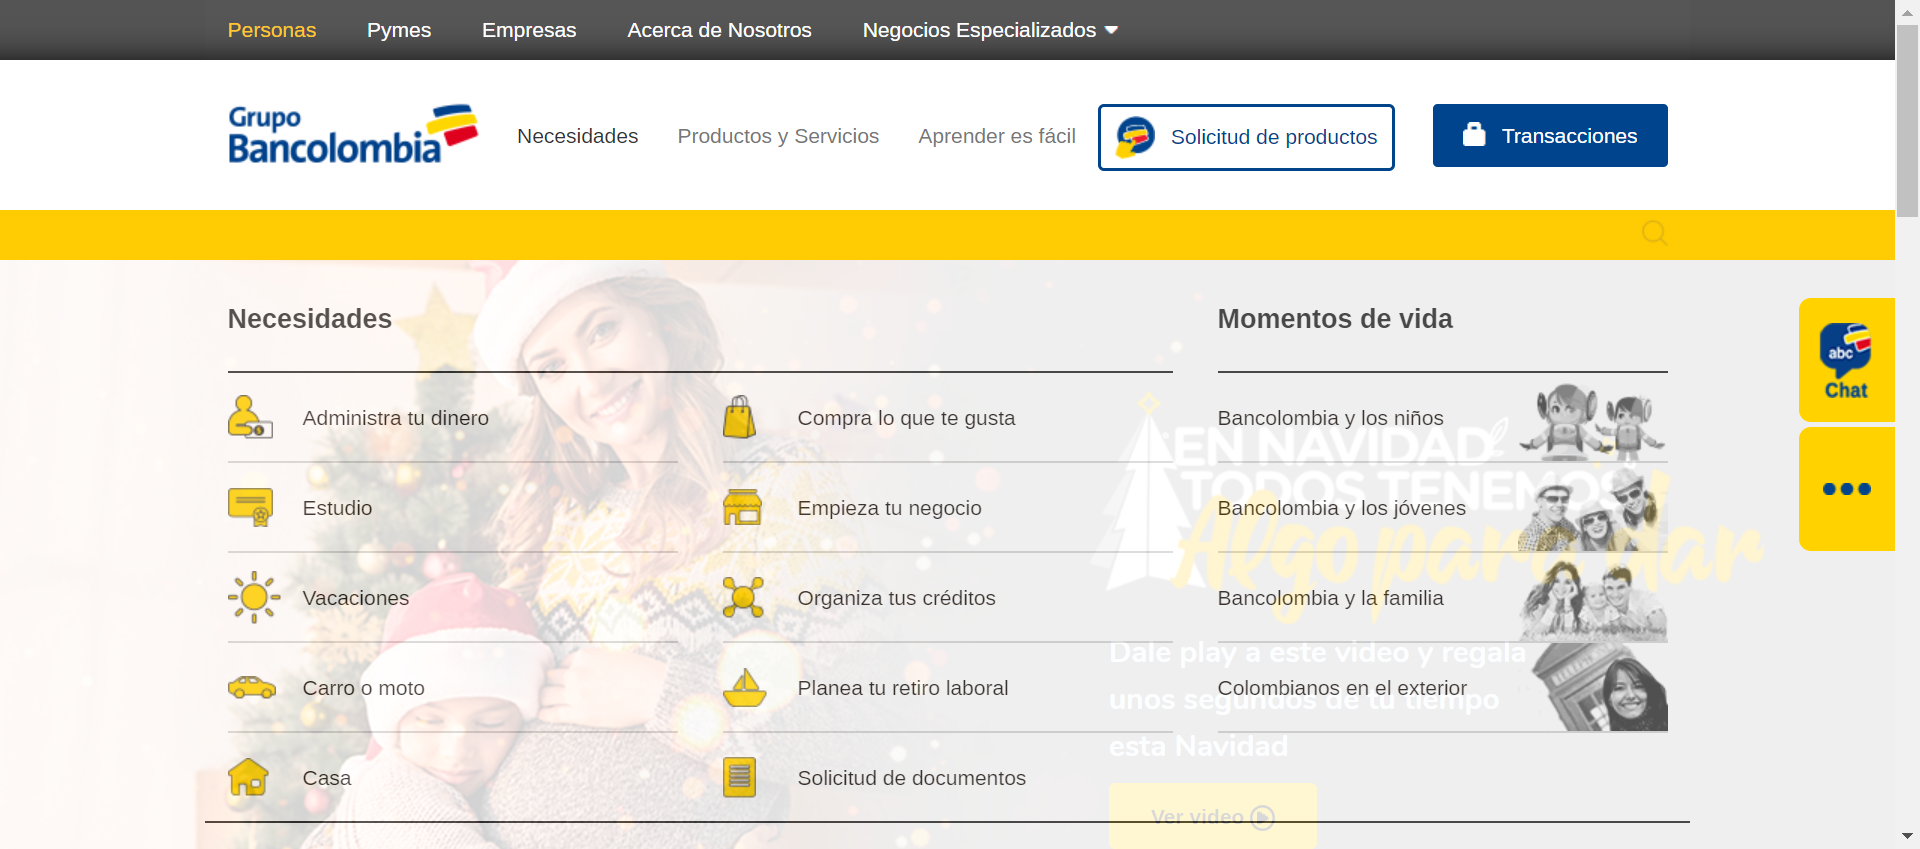 Personas Pymes Empresas Acerca de Nosotros Negocios Especializados
Grupo
Bancolombia
Necesidades Productos y Servicios Aprender es fácil Solicitud de productos Transacciones
Necesidades
Administra tu dinero
Estudio
Vacaciones
Carro o moto
Casa
Compra lo que te gusta
Empieza tu negocio
Organiza tus créditos
Planea tu retiro laboral
Solicitud de documentos
Momentos de vida
Bancolombia y los niños
Bancolombia y los jóvenes
Bancolombia y la familia
Colombianos en el exterior
EN NAVIDAD
TODOS TENEMOS
Algo para dar
Dale play a este video y regala
unos segundos de tu tiempo
esta Navidad
Ver video
abc
Chat